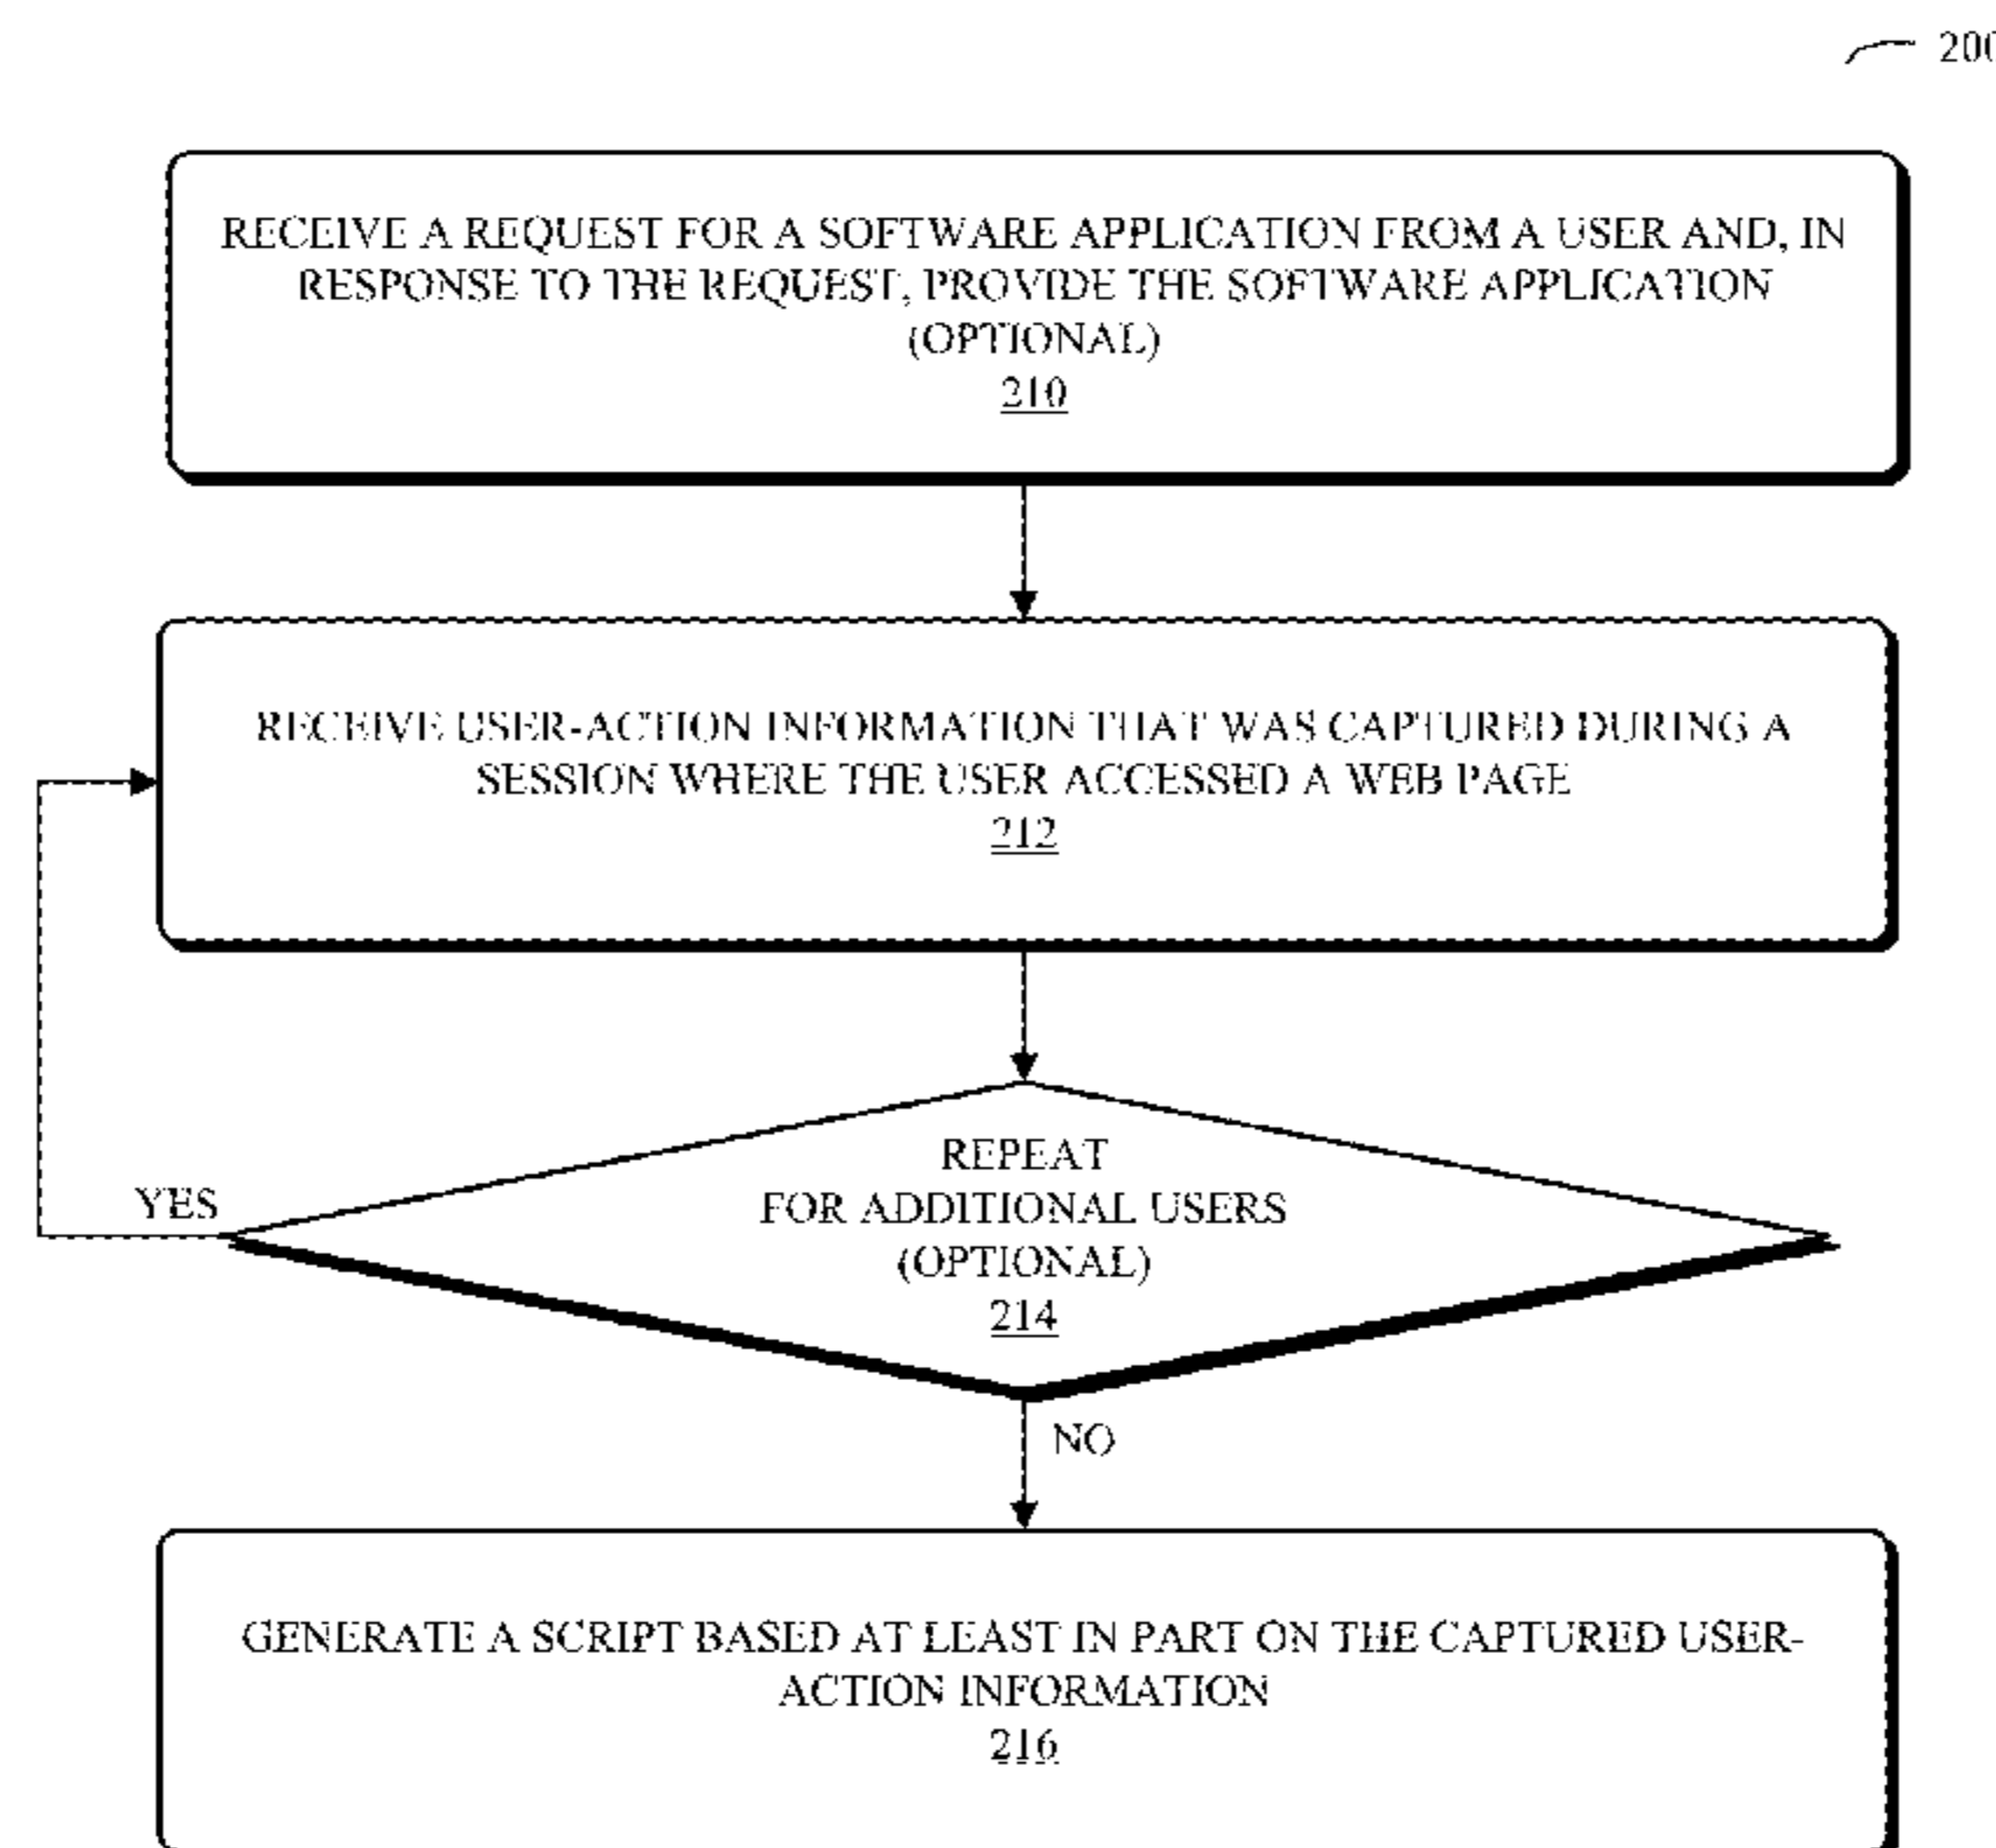 200
RECEIVE A REQUEST FOR A SOFTWARE APPLICATION FROM A USER AND, IN
RESPONSE TO THE REQUEST, PROVIDE THE SOFTWARE APPLICATION
(OPTIONAL)
210
RECEIVE USER-ACTION INFORMATION THAT WAS CAPTURED DURING A
SESSION WHERE THE USER ACCESSED A WEB PAGE
212
REPEAT
FOR ADDITIONAL USERS
(OPTIONAL)
214
YES
NO
GENERATE A SCRIPT BASED AT LEAST IN PART ON THE CAPTURED USER-
ACTION INFORMATION
216